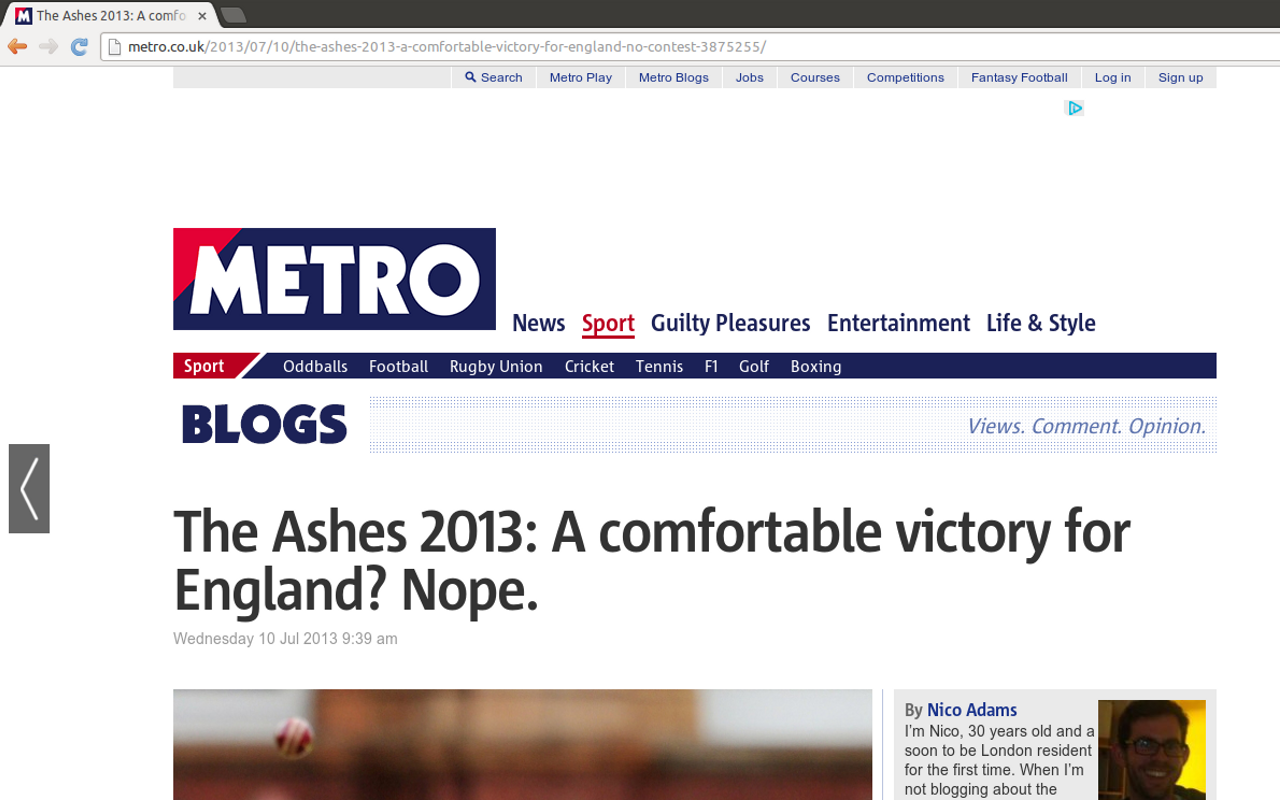 The Ashes 2013: A comfo
metro.co.uk/2013/07/10/the-ashes-2013-a-comfortable-victory-for-england-no-contest-3875255/
Search Metro Play Metro Blogs Jobs Courses Competitions Fantasy Football Log in Sign up
METRO
News Sport Guilty Pleasures Entertainment Life & Style
Sport Oddballs Football Rugby Union Cricket Tennis F1 Golf Boxing
BLOGS
Views. Comment. Opinion.
The Ashes 2013: A comfortable victory for
England? Nope.
Wednesday 10 Jul 2013 9:39 am
By Nico Adams
I'm Nico, 30 years old and a
soon to be London resident
for the first time. When I'm
not blogging about the